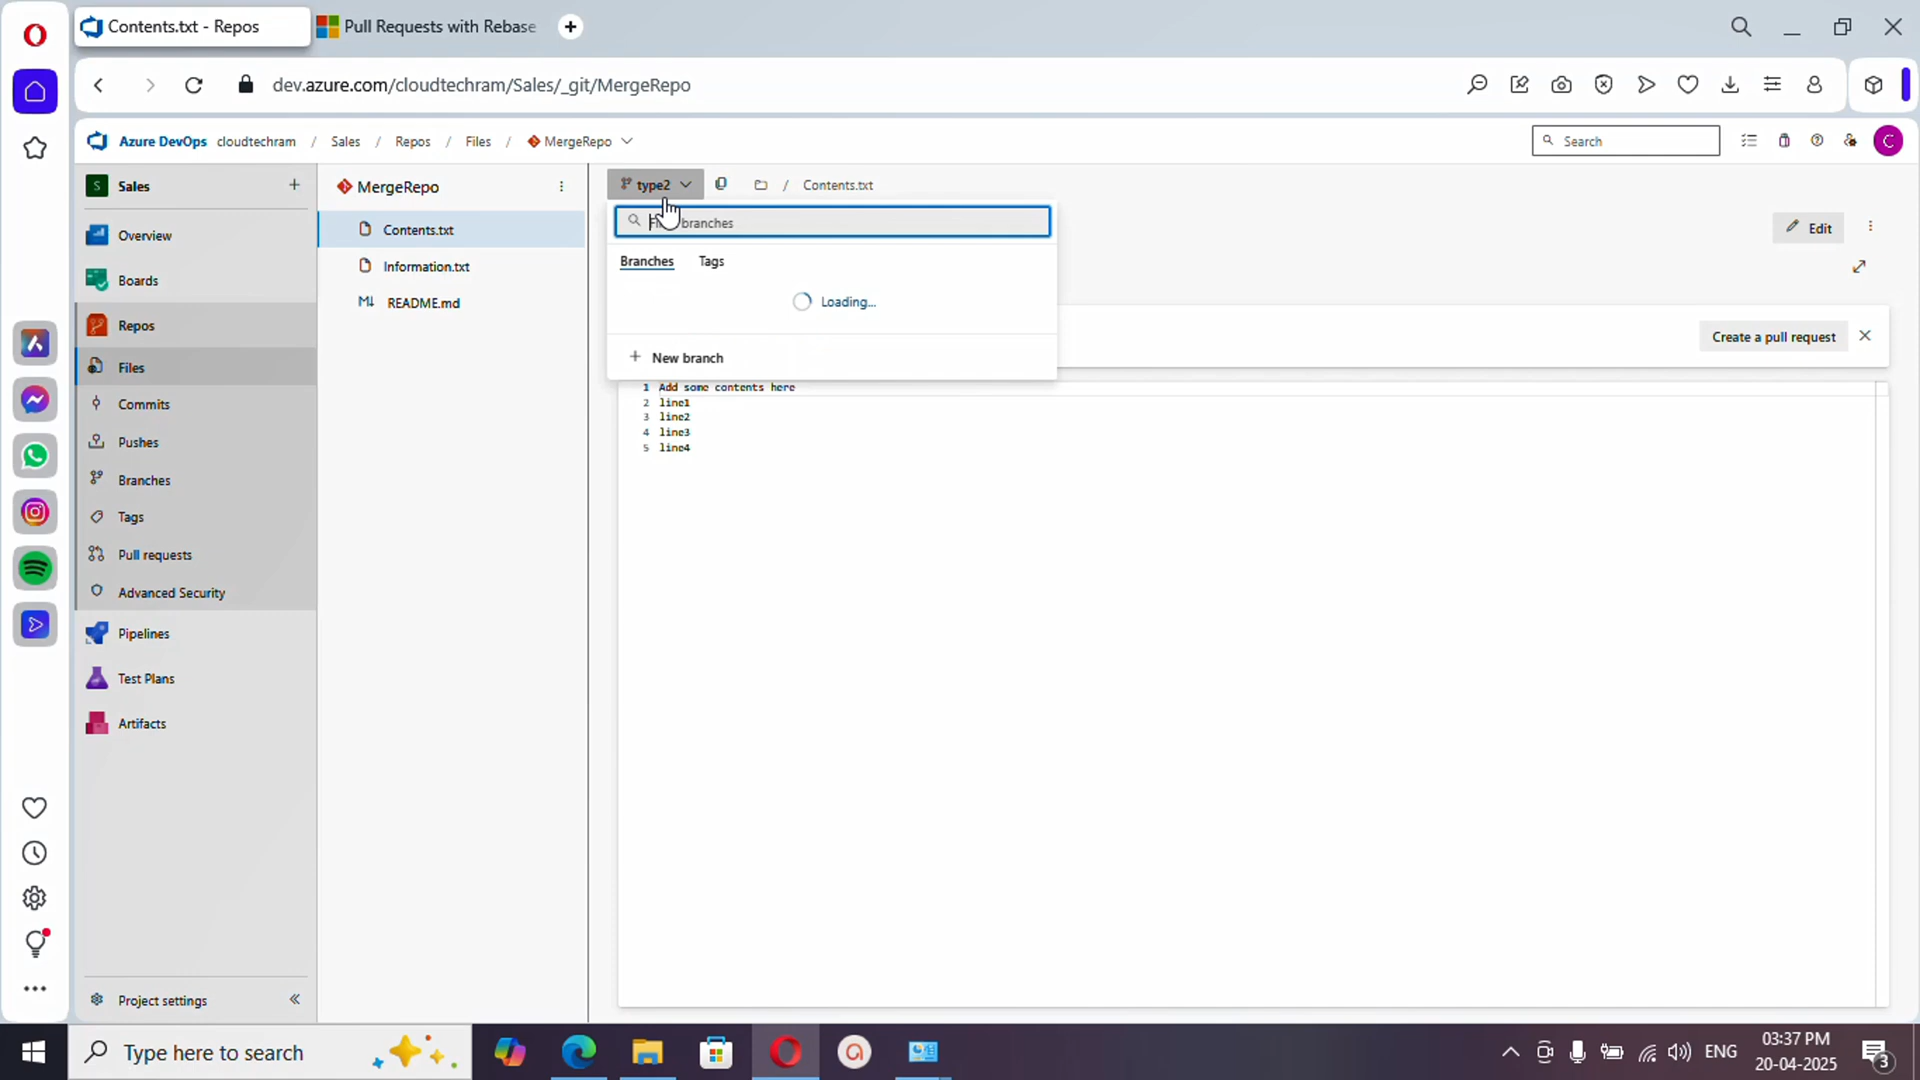 Contents.txt - Repos
Pull Requests with Rebase
dev.azure.com/cloudtechram/Sales/_git/MergeRepo
Azure DevOps cloudtechram / Sales / Repos / Files / MergeRepo
Search
C
S Sales
Overview
Boards
Repos
Files
Commits
Pushes
Branches
Tags
Pull requests
Advanced Security
Pipelines
Test Plans
Artifacts
Project settings
MergeRepo
Contents.txt
Information.txt
README.md
type2
/ Contents.txt
branches
Branches Tags
Loading...
New branch
Edit
Create a pull request
1 Add some contents here
2 line1
3 line2
4 line3
5 line4
Type here to search
ENG
03:37 PM
20-04-2025
3